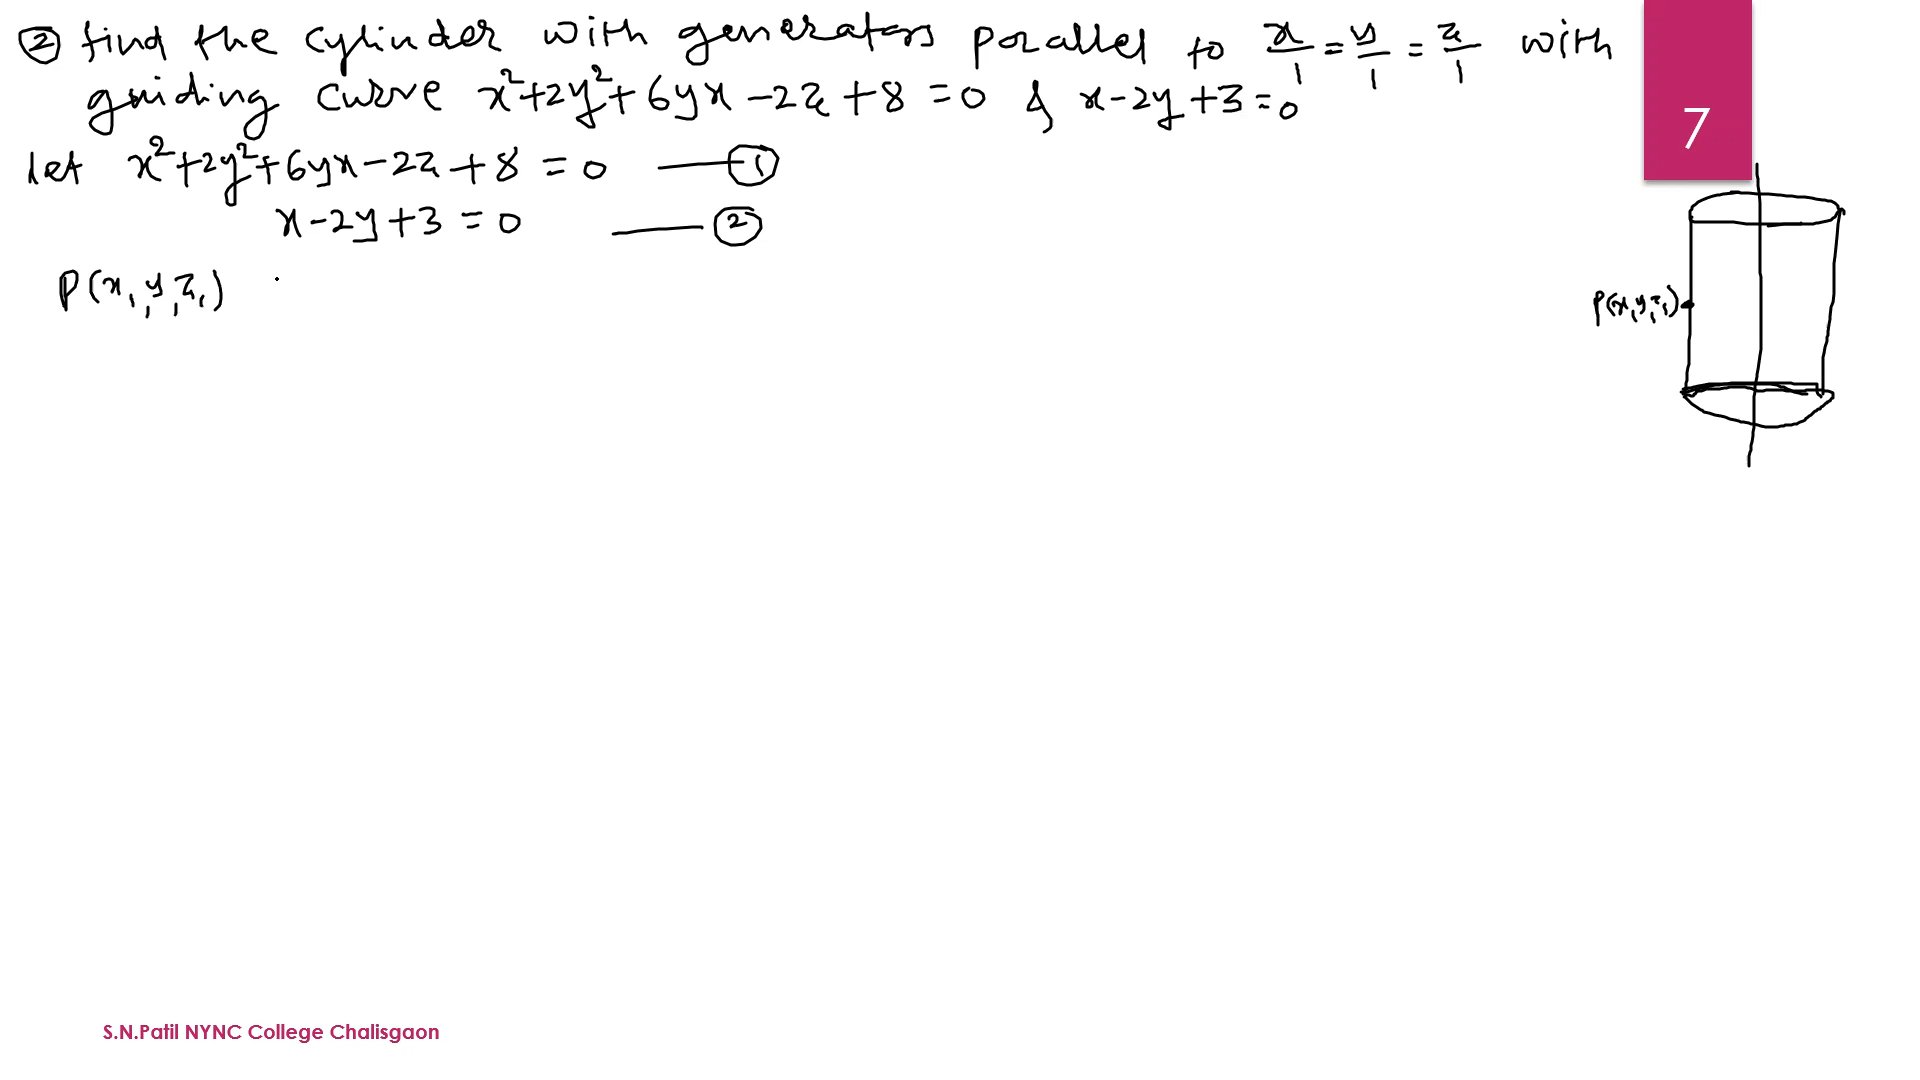 ② find the cylinder with generators parallel to x/1 = y/1 = z/1 with
guiding curve x²+2y²+6yx-2z+8=0 & x-2y+3=0
let x²+2y²+6yx-2z+8=0 —— ①
x-2y+3=0 —— ②
P(x₁,y₁,z₁)
7
P(x₁,y₁,z₁)
S.N.Patil NYNC College Chalisgaon